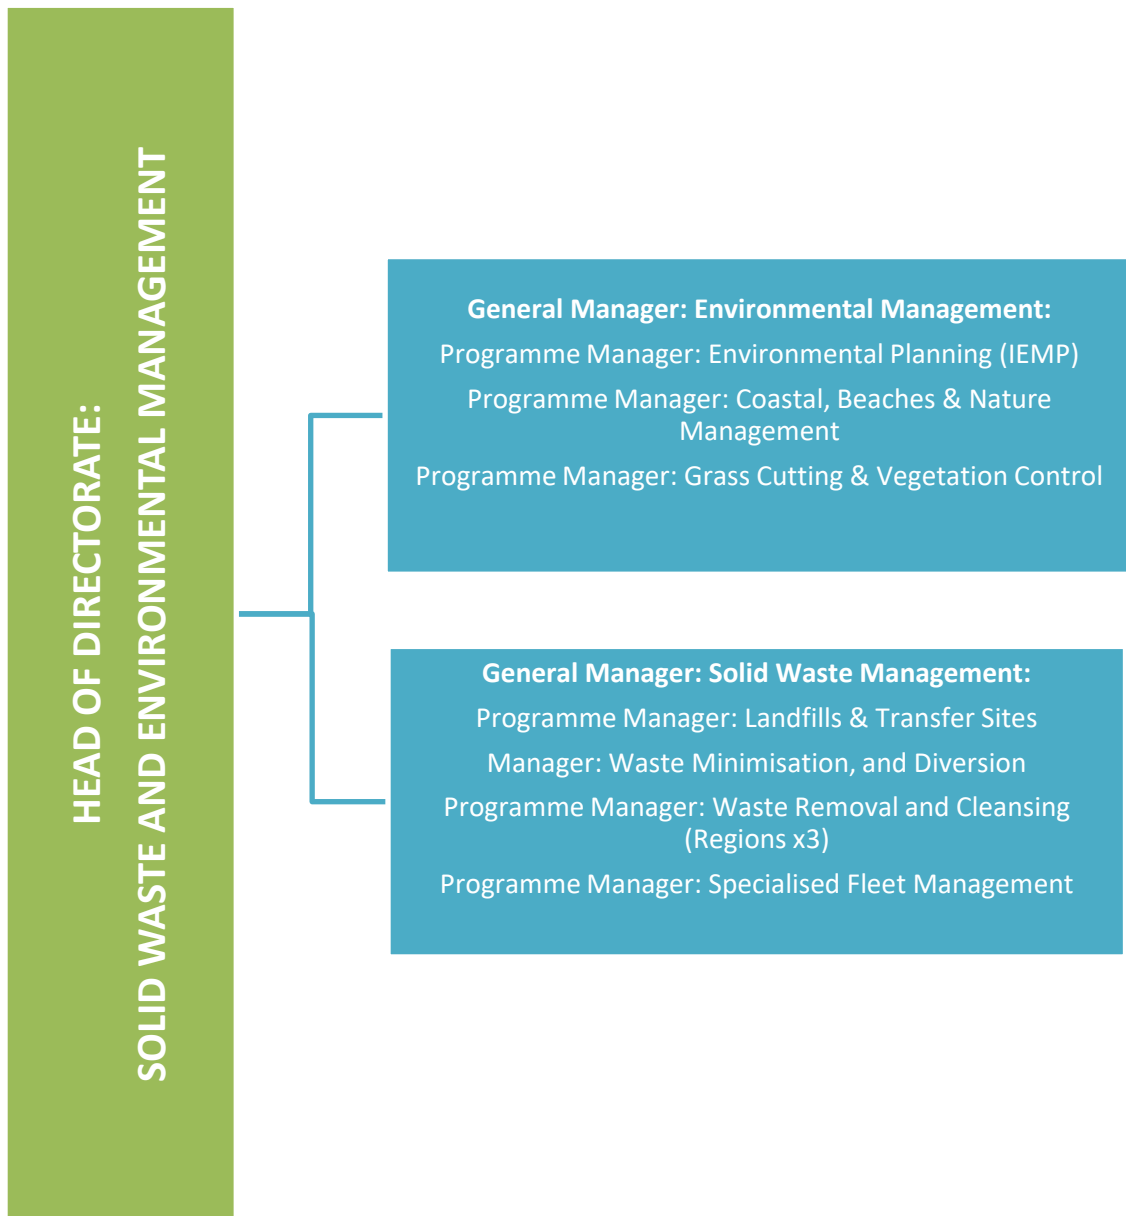 HEAD OF DIRECTORATE:
SOLID WASTE AND ENVIRONMENTAL MANAGEMENT
General Manager: Environmental Management:
Programme Manager: Environmental Planning (IEMP)
Programme Manager: Coastal, Beaches & Nature
Management
Programme Manager: Grass Cutting & Vegetation Control
General Manager: Solid Waste Management:
Programme Manager: Landfills & Transfer Sites
Manager: Waste Minimisation, and Diversion
Programme Manager: Waste Removal and Cleansing
(Regions x3)
Programme Manager: Specialised Fleet Management